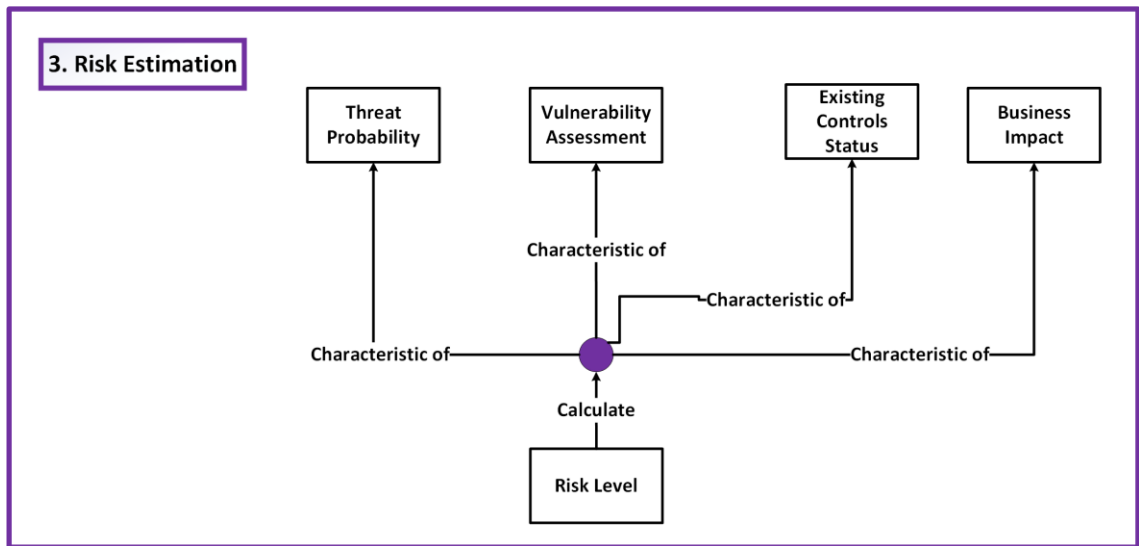 3. Risk Estimation
Threat
Probability
Vulnerability
Assessment
Existing
Controls
Status
Business
Impact
Characteristic of
Characteristic of
Characteristic of
Characteristic of
Calculate
Risk Level